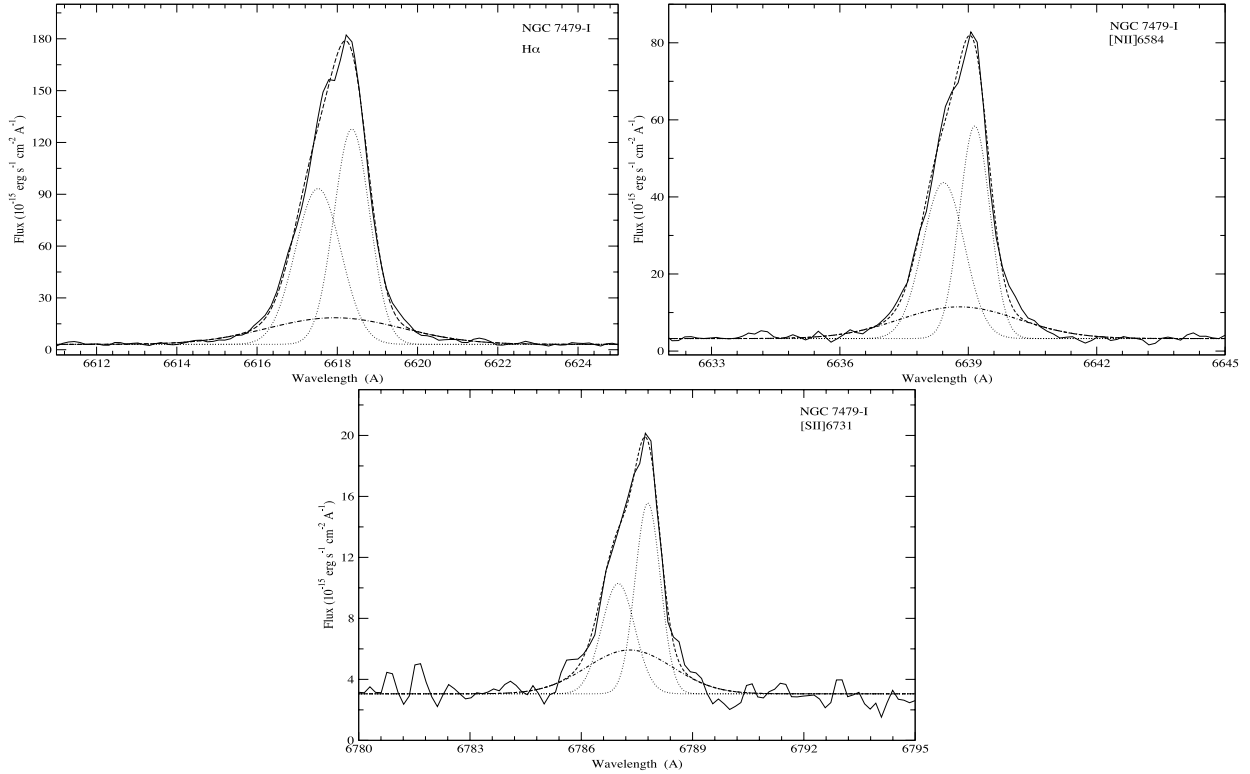 NGC 7479-I
Hα
180
150
120
90
60
30
0
Flux (10⁻¹⁵ erg s⁻¹ cm⁻² A⁻¹)
6612 6614 6616 6618 6620 6622 6624
Wavelength (A)
NGC 7479-I
[NII]6584
80
60
40
20
0
Flux (10⁻¹⁵ erg s⁻¹ cm⁻² A⁻¹)
6633 6636 6639 6642 6645
Wavelength (A)
NGC 7479-I
[SII]6731
20
16
12
8
4
0
Flux (10⁻¹⁵ erg s⁻¹ cm⁻² A⁻¹)
6780 6783 6786 6789 6792 6795
Wavelength (A)